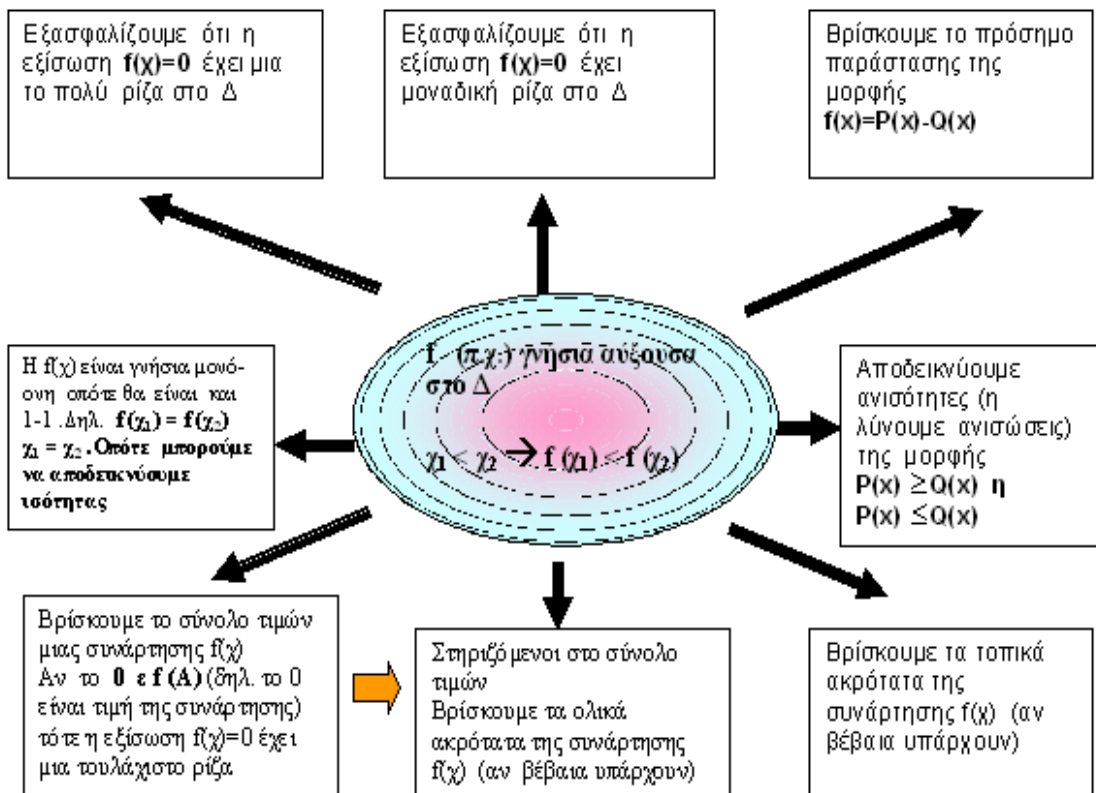 Εξασφαλίζουμε ότι η
εξίσωση f(χ)=0 έχει μια
το πολύ ρίζα στο Δ
Εξασφαλίζουμε ότι η
εξίσωση f(χ)=0 έχει
μοναδική ρίζα στο Δ
Βρίσκουμε το πρόσημο
παράστασης της
μορφής
f(x)=P(x)-Q(x)
f (π.χ.) γνήσια αύξουσα
στο Δ
χ₁ < χ₂ → f (χ₁) < f (χ₂)
Η f(χ) είναι γνήσια μονό-
ονη οπότε θα είναι και
1-1 .Δηλ. f(χ₁) = f(χ₂)
χ₁ = χ₂ . Οπότε μπορούμε
να αποδεικνύσουμε
ισότητας
Αποδεικνύουμε
ανισότητες (η
λύνουμε ανισώσεις)
της μορφής
P(x) ≥Q(x) η
P(x) ≤Q(x)
Βρίσκουμε το σύνολο τιμών
μιας συνάρτησης f(χ)
Αν το 0 ε f (A) (δηλ. το 0
είναι τιμή της συνάρτησης)
τότε η εξίσωση f(χ)=0 έχει
μια τουλάχιστο ρίζα
Στηριζόμενοι στο σύνολο
τιμών
Βρίσκουμε τα ολικά
ακρότατα της συνάρτησης
f(χ) (αν βέβαια υπάρχουν)
Βρίσκουμε τα τοπικά
ακρότατα της
συνάρτησης f(χ) (αν
βέβαια υπάρχουν)